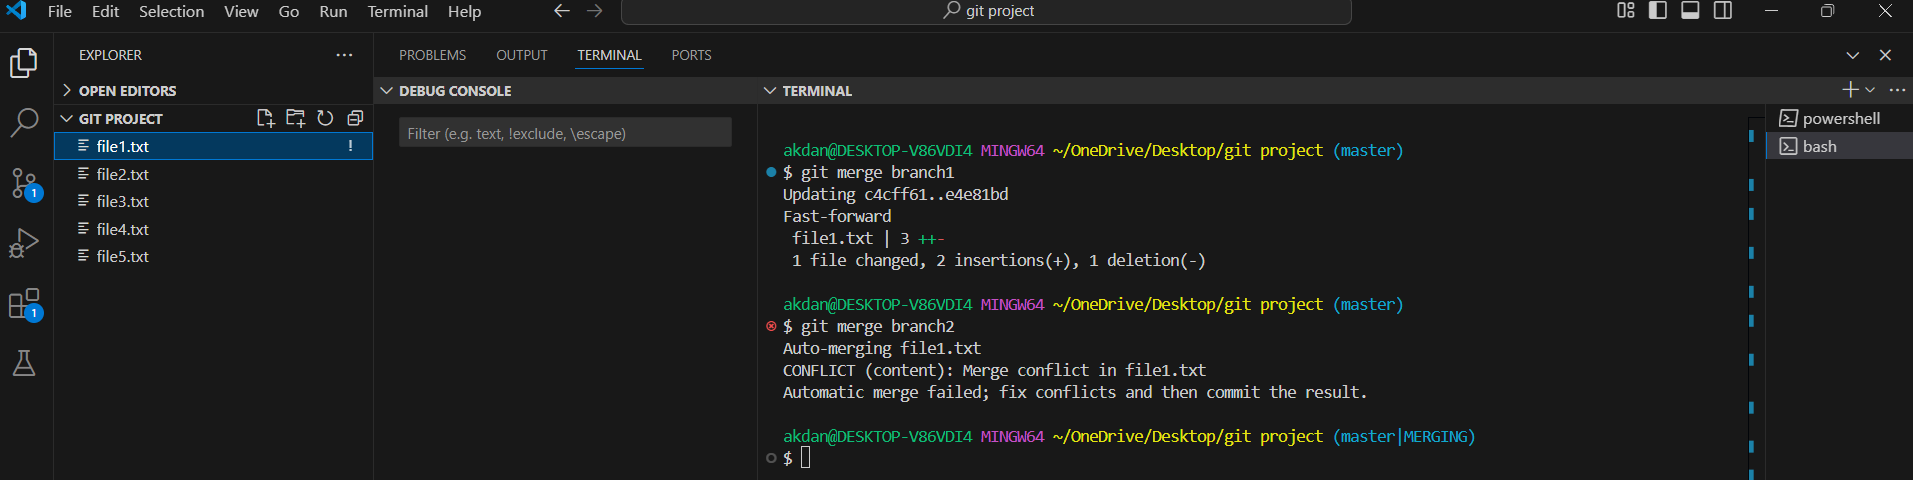 File Edit Selection View Go Run Terminal Help
git project
EXPLORER
OPEN EDITORS
GIT PROJECT
file1.txt !
file2.txt
file3.txt
file4.txt
file5.txt
1
1
PROBLEMS OUTPUT TERMINAL PORTS
DEBUG CONSOLE
Filter (e.g. text, !exclude, \escape)
TERMINAL
akdan@DESKTOP-V86VDI4 MINGW64 ~/OneDrive/Desktop/git project (master)
$ git merge branch1
Updating c4cff61..e4e81bd
Fast-forward
file1.txt | 3 ++-
1 file changed, 2 insertions(+), 1 deletion(-)
akdan@DESKTOP-V86VDI4 MINGW64 ~/OneDrive/Desktop/git project (master)
$ git merge branch2
Auto-merging file1.txt
CONFLICT (content): Merge conflict in file1.txt
Automatic merge failed; fix conflicts and then commit the result.
akdan@DESKTOP-V86VDI4 MINGW64 ~/OneDrive/Desktop/git project (master|MERGING)
$
powershell
bash